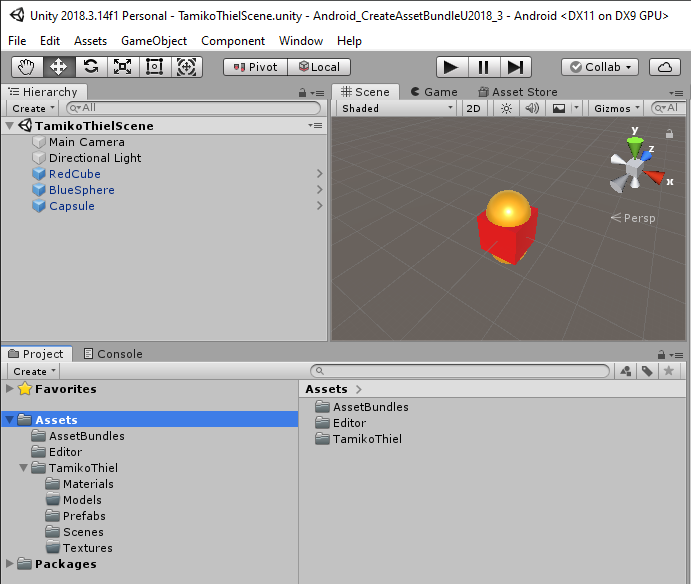 Unity 2018.3.14f1 Personal - TamikoThielScene.unity - Android_CreateAssetBundleU2018_3 - Android <DX11 on DX9 GPU>
File Edit Assets GameObject Component Window Help
Pivot Local Collab
Hierarchy
Create All
TamikoThielScene
Main Camera
Directional Light
RedCube
BlueSphere
Capsule
Scene Game Asset Store
Shaded 2D Gizmos All
y
z
x
Persp
Project Console
Create
Favorites
Assets
AssetBundles
Editor
TamikoThiel
Materials
Models
Prefabs
Scenes
Textures
Packages
Assets
AssetBundles
Editor
TamikoThiel